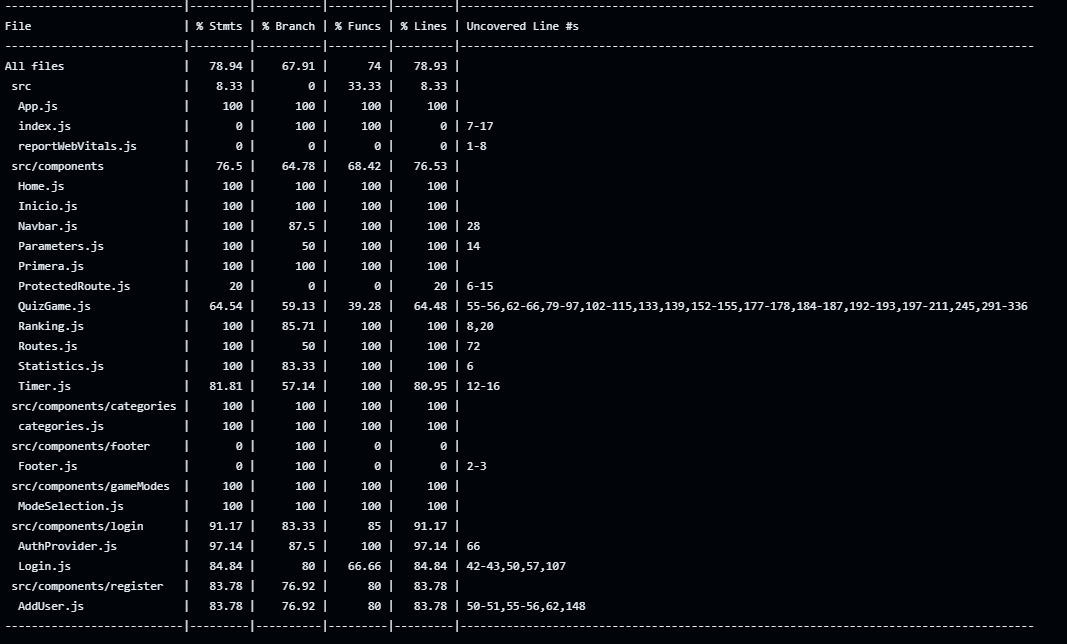 ---------------------------|---------|----------|---------|---------|---------------------------------------------------------------------------------------
File                       | % Stmts | % Branch | % Funcs | % Lines | Uncovered Line #s
---------------------------|---------|----------|---------|---------|---------------------------------------------------------------------------------------
All files                  |   78.94 |    67.91 |      74 |   78.93 |
 src                       |    8.33 |        0 |   33.33 |    8.33 |
  App.js                   |     100 |      100 |     100 |     100 |
  index.js                 |       0 |      100 |     100 |       0 | 7-17
  reportWebVitals.js       |       0 |        0 |       0 |       0 | 1-8
 src/components            |    76.5 |    64.78 |   68.42 |   76.53 |
  Home.js                  |     100 |      100 |     100 |     100 |
  Inicio.js                |     100 |      100 |     100 |     100 |
  Navbar.js                |     100 |     87.5 |     100 |     100 | 28
  Parameters.js            |     100 |       50 |     100 |     100 | 14
  Primera.js               |     100 |      100 |     100 |     100 |
  ProtectedRoute.js        |      20 |        0 |       0 |      20 | 6-15
  QuizGame.js              |   64.54 |    59.13 |   39.28 |   64.48 | 55-56,62-66,79-97,102-115,133,139,152-155,177-178,184-187,192-193,197-211,245,291-336
  Ranking.js               |     100 |    85.71 |     100 |     100 | 8,20
  Routes.js                |     100 |       50 |     100 |     100 | 72
  Statistics.js            |     100 |    83.33 |     100 |     100 | 6
  Timer.js                 |   81.81 |    57.14 |     100 |   80.95 | 12-16
 src/components/categories |     100 |      100 |     100 |     100 |
  categories.js            |     100 |      100 |     100 |     100 |
 src/components/footer     |       0 |      100 |       0 |       0 |
  Footer.js                |       0 |      100 |       0 |       0 | 2-3
 src/components/gameModes  |     100 |      100 |     100 |     100 |
  ModeSelection.js         |     100 |      100 |     100 |     100 |
 src/components/login      |   91.17 |    83.33 |      85 |   91.17 |
  AuthProvider.js          |   97.14 |     87.5 |     100 |   97.14 | 66
  Login.js                 |   84.84 |       80 |   66.66 |   84.84 | 42-43,50,57,107
 src/components/register   |   83.78 |    76.92 |      80 |   83.78 |
  AddUser.js               |   83.78 |    76.92 |      80 |   83.78 | 50-51,55-56,62,148
---------------------------|---------|----------|---------|---------|---------------------------------------------------------------------------------------